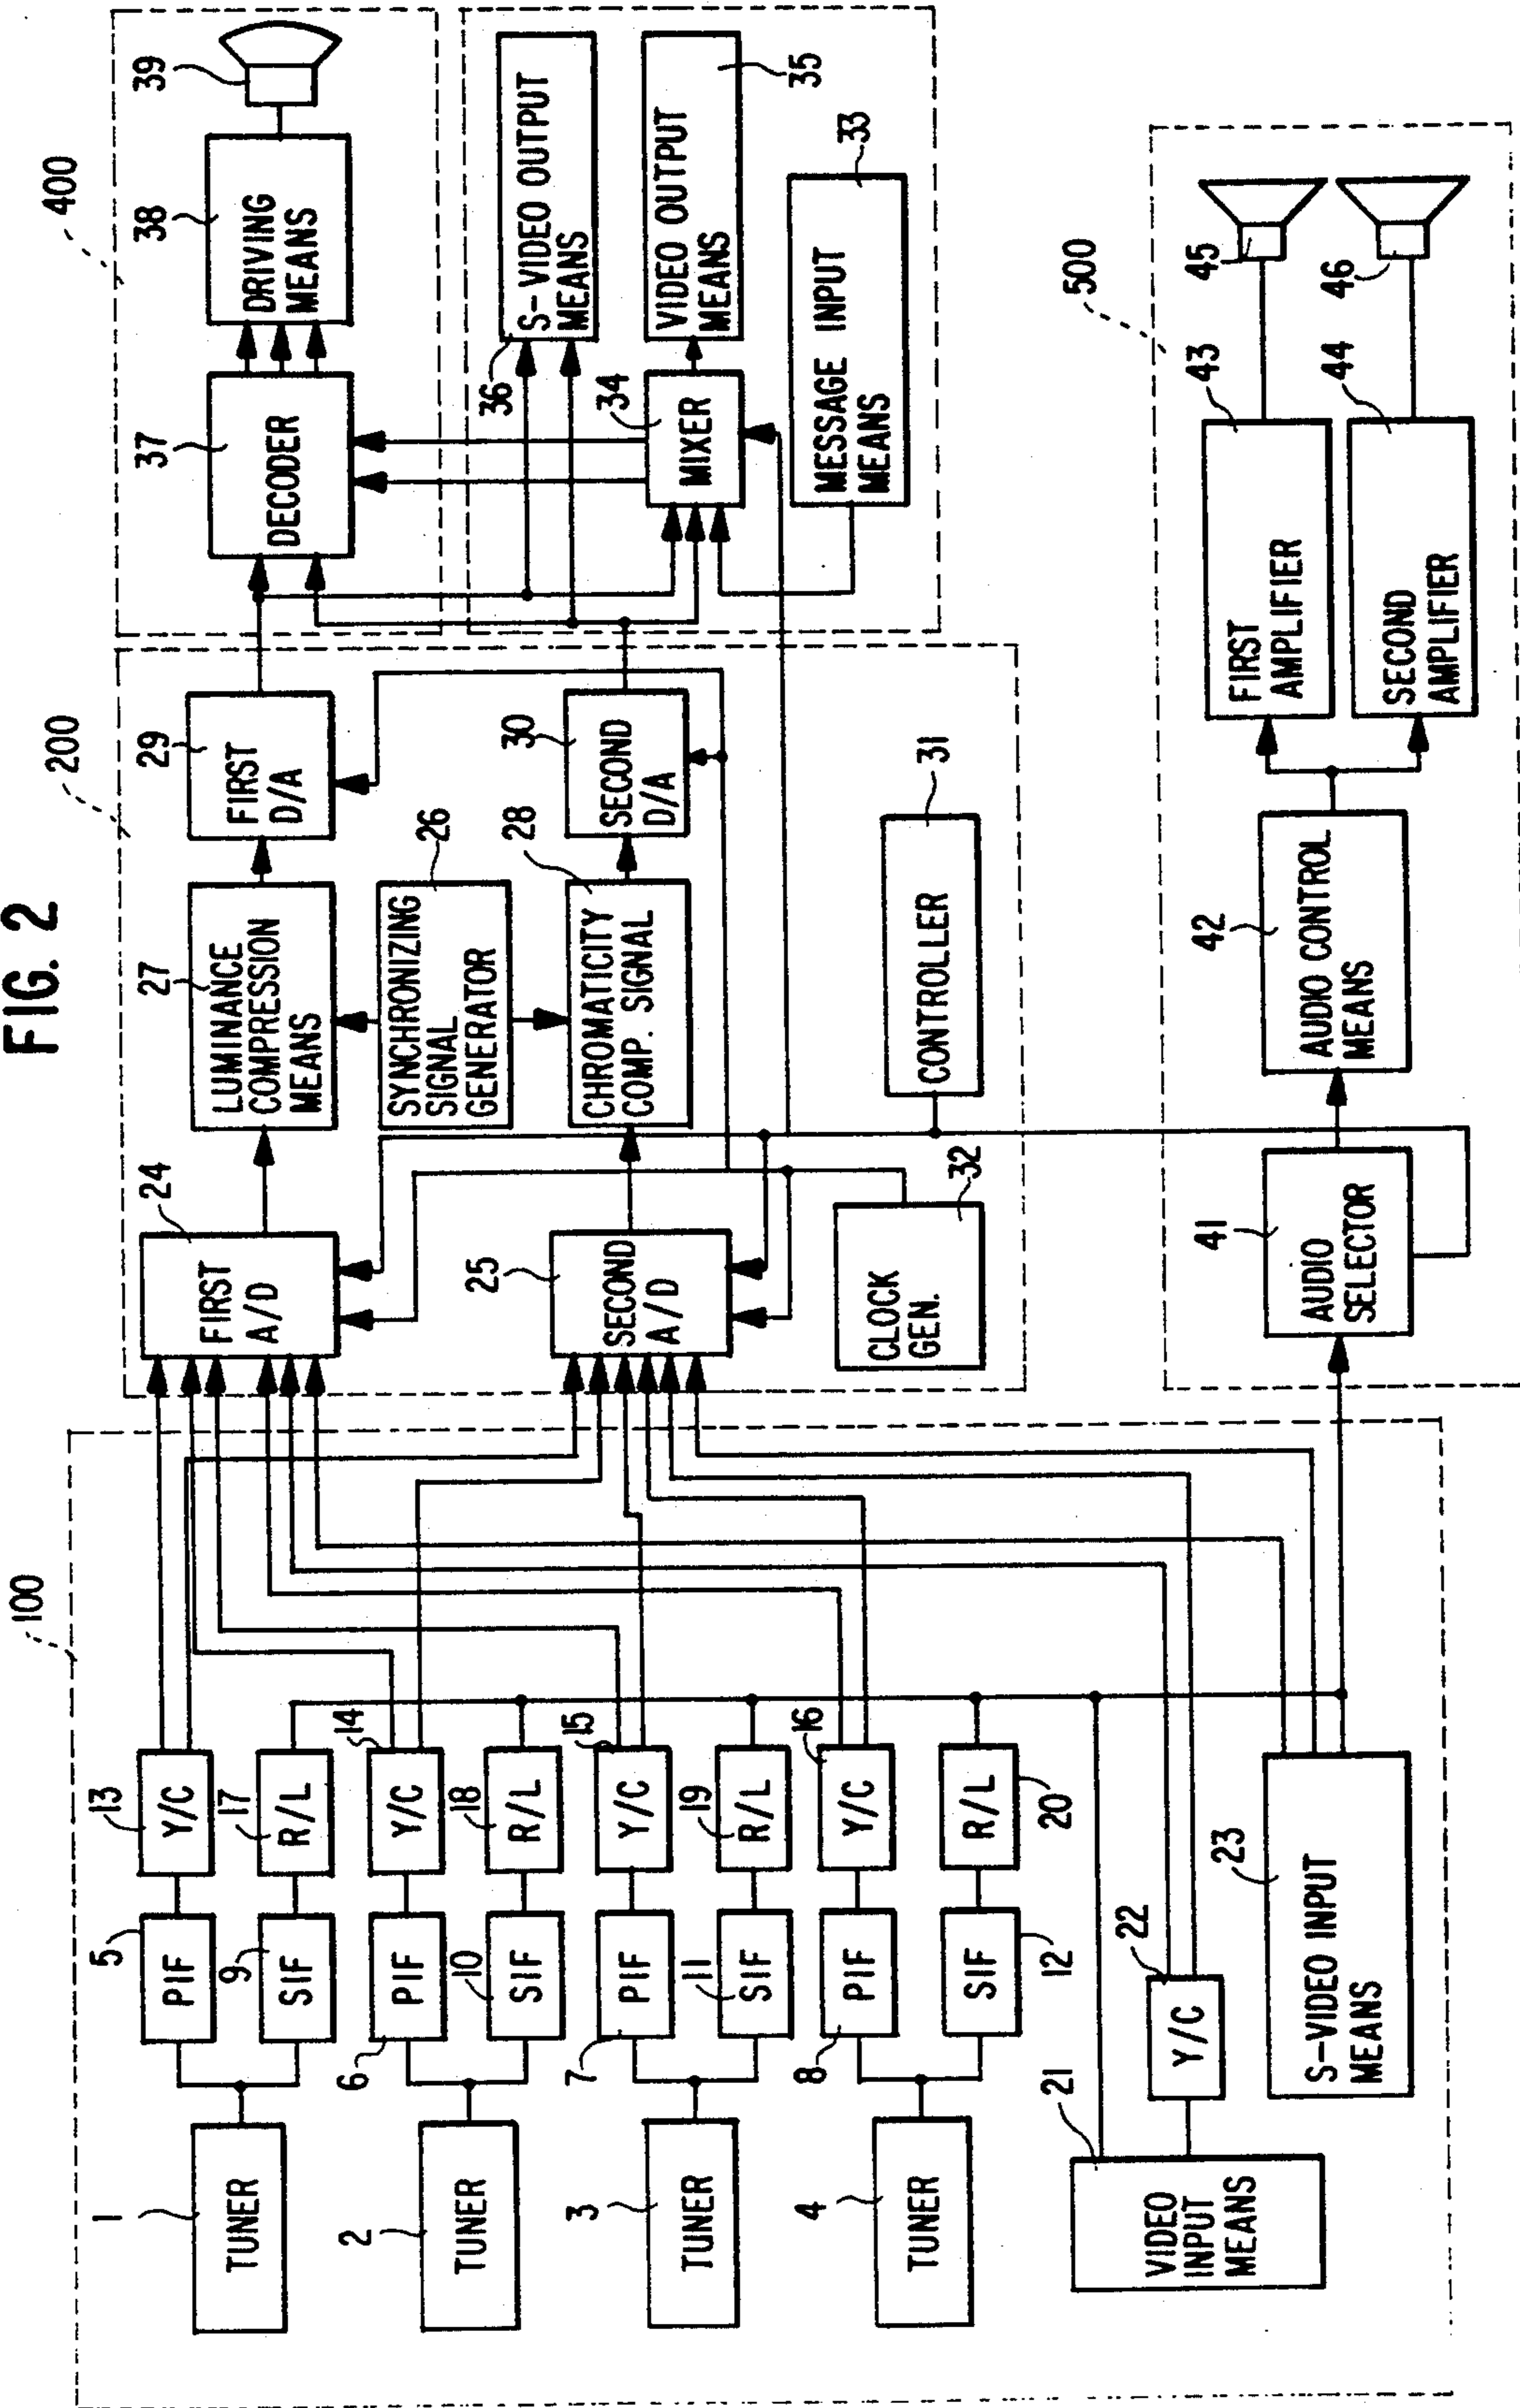 FIG. 2
100
1
TUNER
5
PIF
13
Y/C
9
SIF
17
R/L
2
TUNER
6
PIF
14
Y/C
10
SIF
18
R/L
3
TUNER
7
PIF
15
Y/C
11
SIF
19
R/L
4
TUNER
8
PIF
16
Y/C
12
SIF
20
R/L
21
VIDEO
INPUT
MEANS
22
Y/C
23
S-VIDEO INPUT
MEANS
200
24
FIRST
A/D
27
LUMINANCE
COMPRESSION
MEANS
29
FIRST
D/A
26
SYNCHRONIZING
SIGNAL
GENERATOR
25
SECOND
A/D
28
CHROMATICITY
COMP. SIGNAL
30
SECOND
D/A
32
CLOCK
GEN.
31
CONTROLLER
400
37
DECODER
38
DRIVING
MEANS
39
36
S-VIDEO OUTPUT
MEANS
34
MIXER
35
VIDEO OUTPUT
MEANS
33
MESSAGE INPUT
MEANS
500
41
AUDIO
SELECTOR
42
AUDIO CONTROL
MEANS
43
FIRST
AMPLIFIER
45
44
SECOND
AMPLIFIER
46